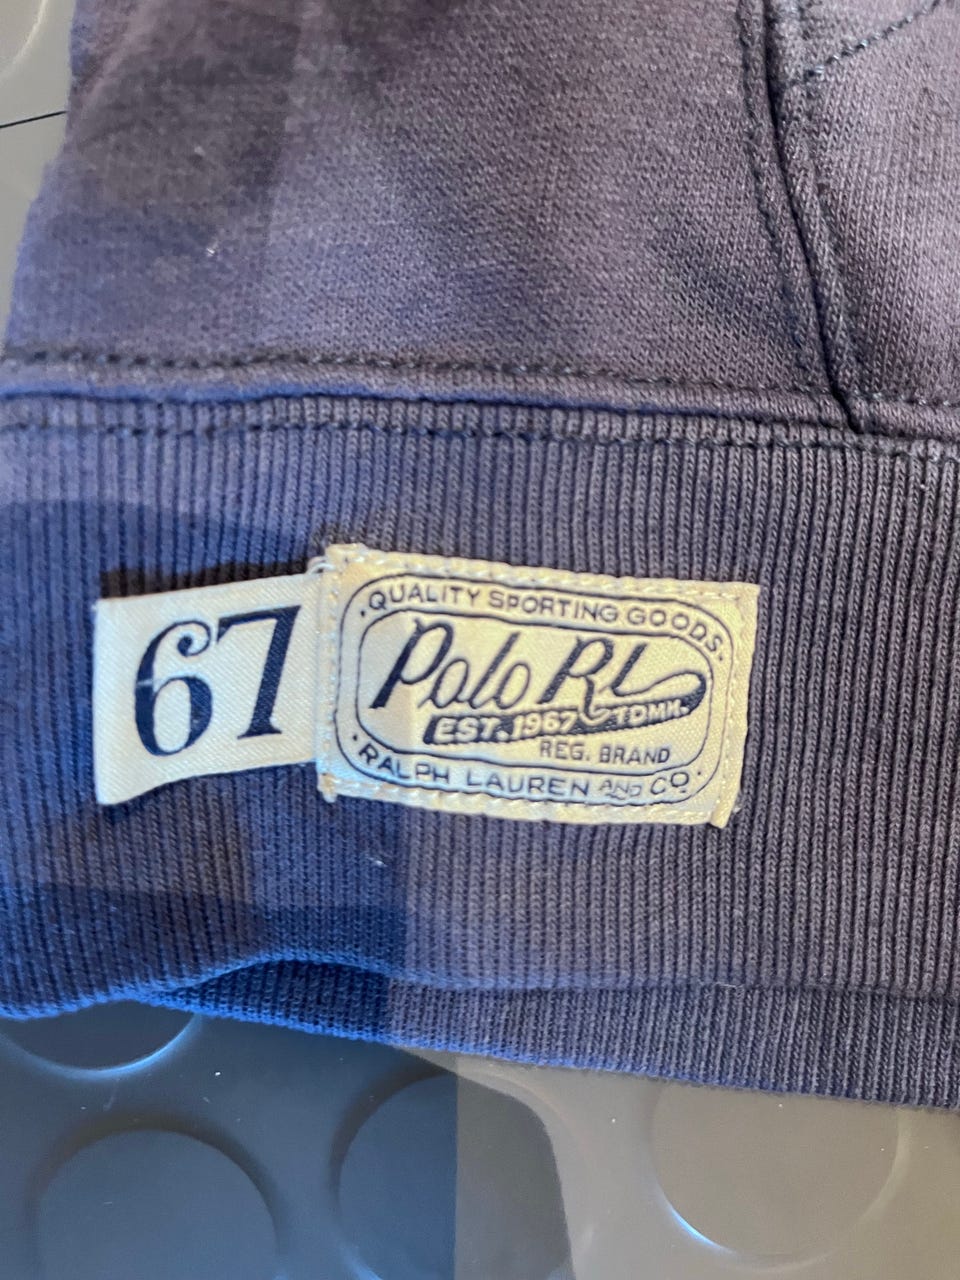 67
·QUALITY SPORTING GOODS·
Polo RL
EST. 1967 TDMK.
REG. BRAND
·RALPH LAUREN AND CO·